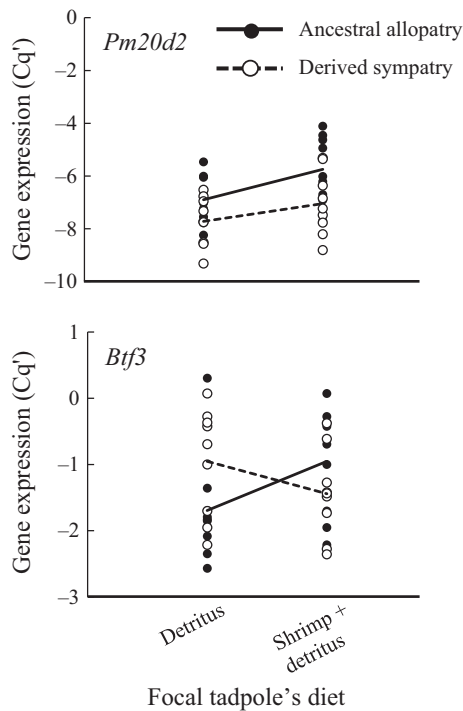 Gene expression (Cq')
0
–2
–4
–6
–8
–10
Pm20d2
Ancestral allopatry
Derived sympatry
Gene expression (Cq')
1
0
–1
–2
–3
Btf3
Detritus
Shrimp +
detritus
Focal tadpole's diet